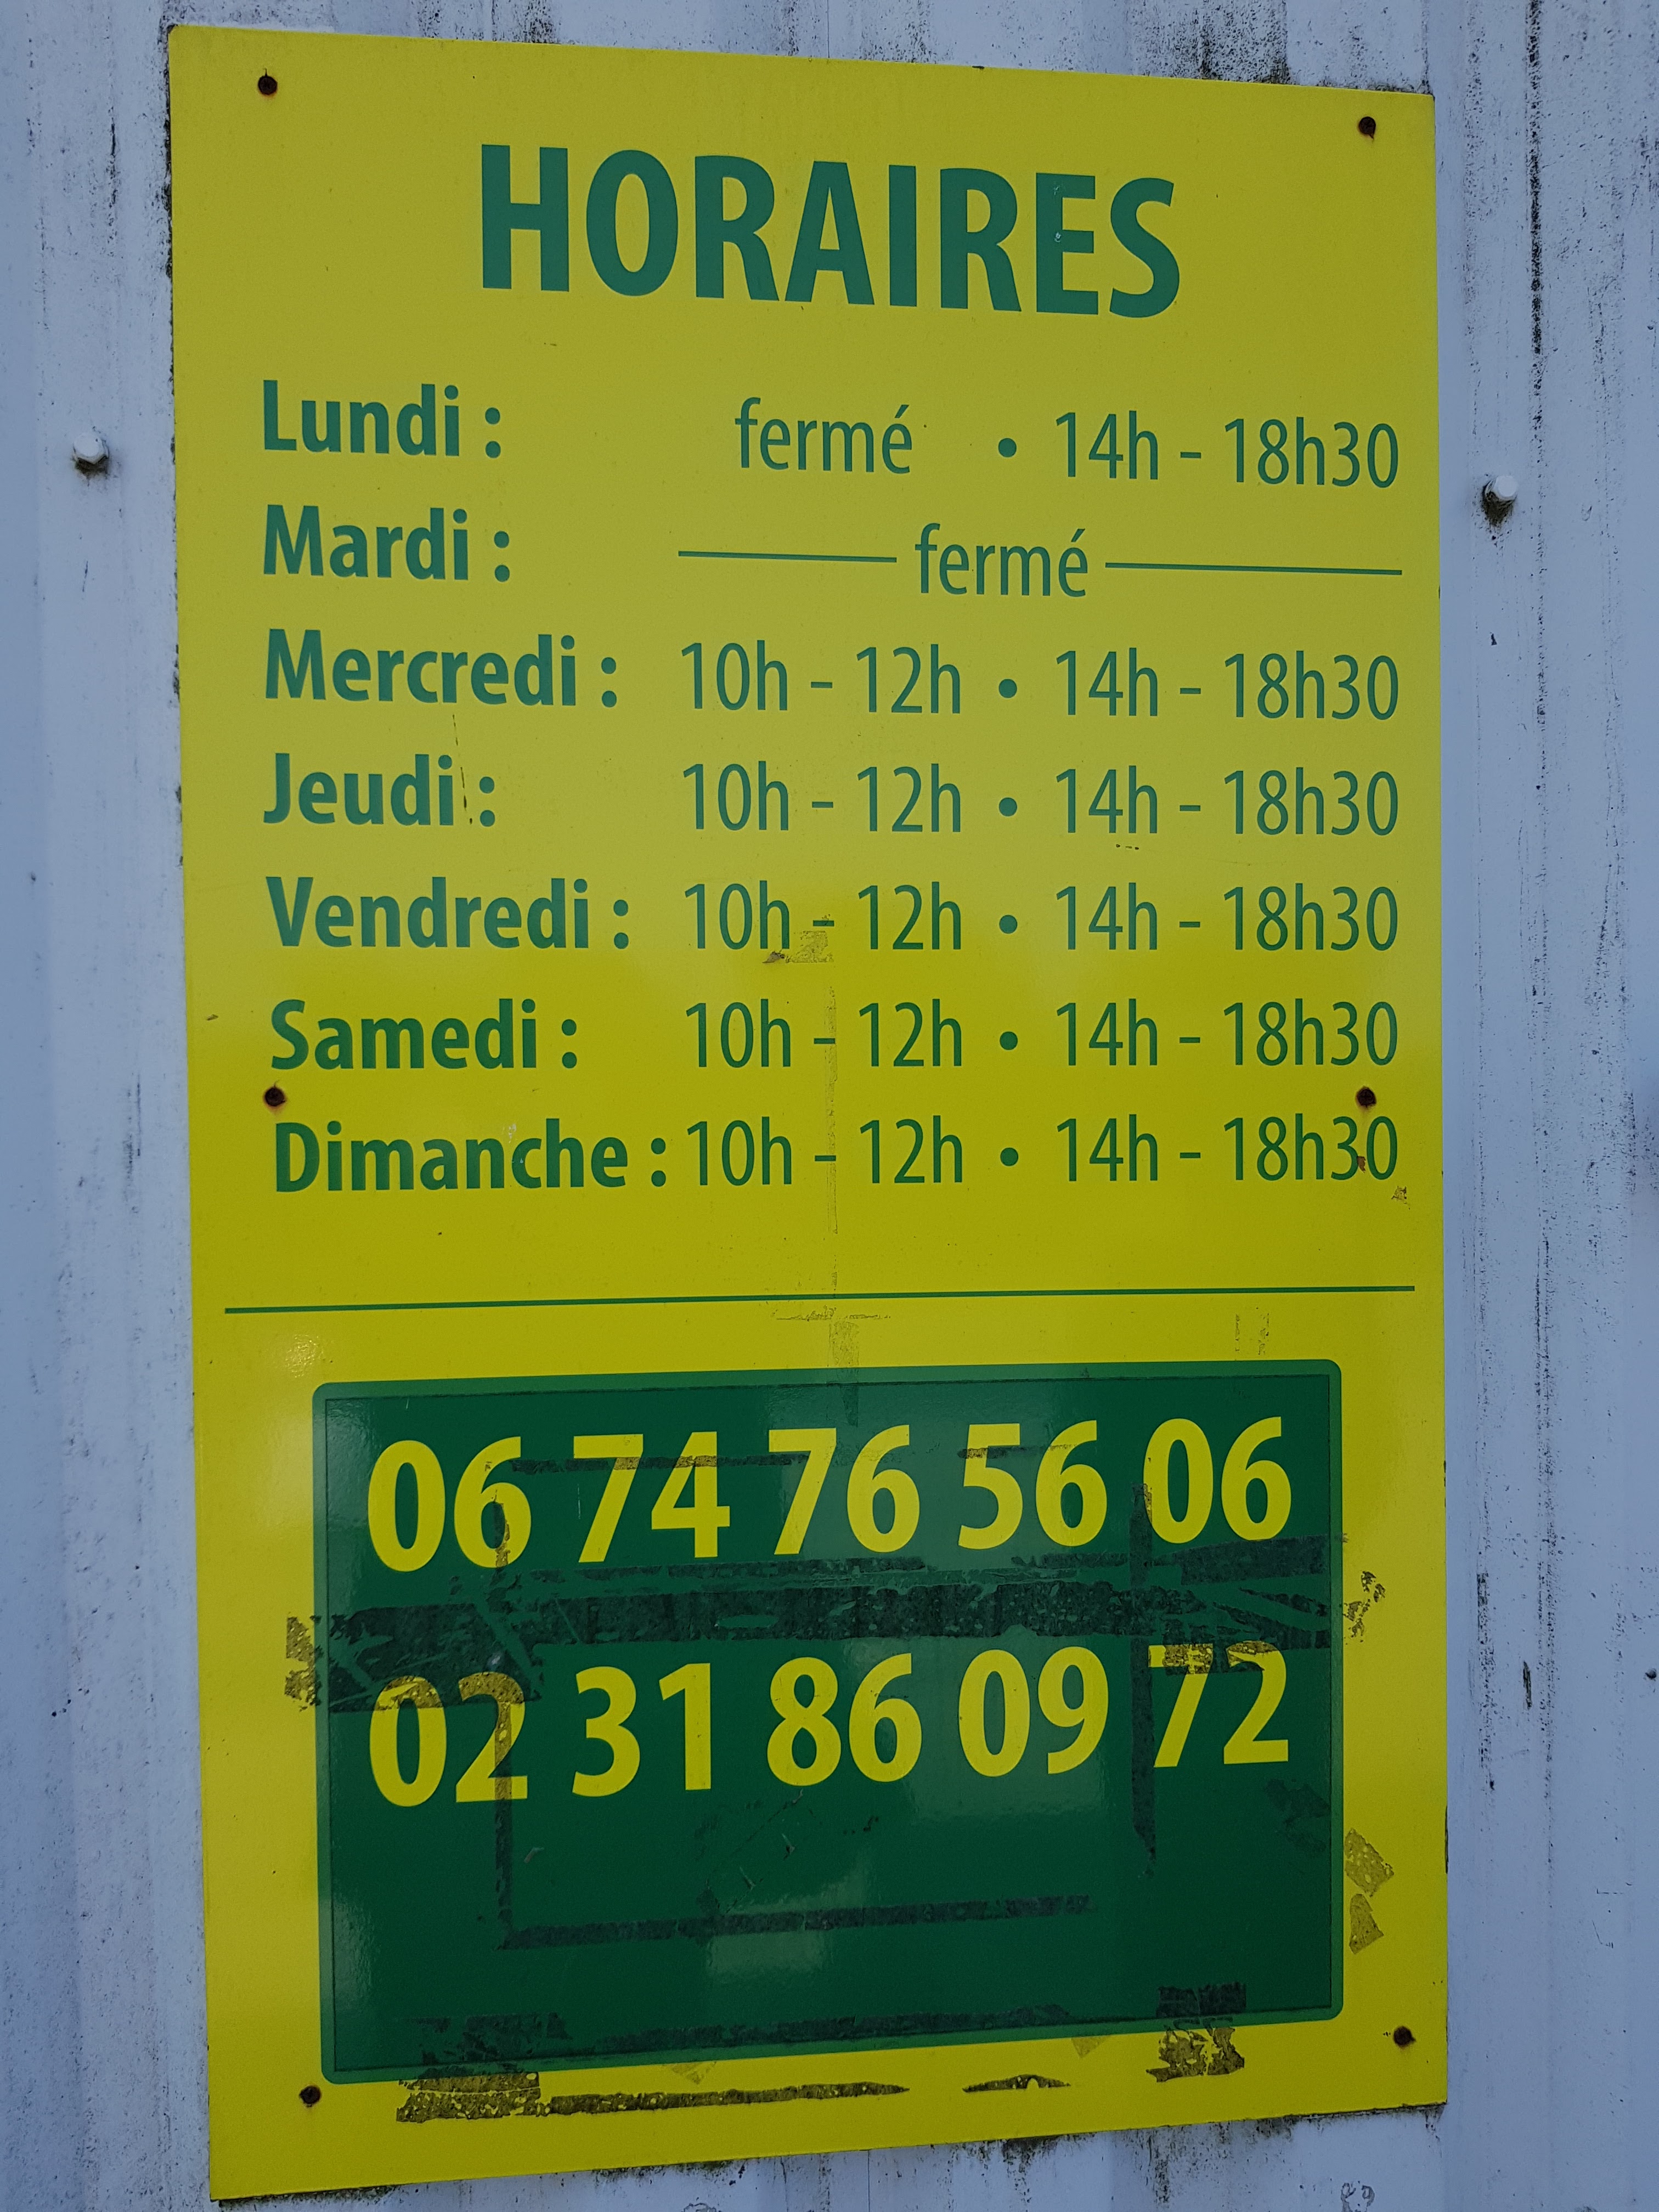 HORAIRES
Lundi : fermé • 14h - 18h30
Mardi : fermé
Mercredi : 10h - 12h • 14h - 18h30
Jeudi : 10h - 12h • 14h - 18h30
Vendredi : 10h - 12h • 14h - 18h30
Samedi : 10h - 12h • 14h - 18h30
Dimanche : 10h - 12h • 14h - 18h30
06 74 76 56 06
02 31 86 09 72